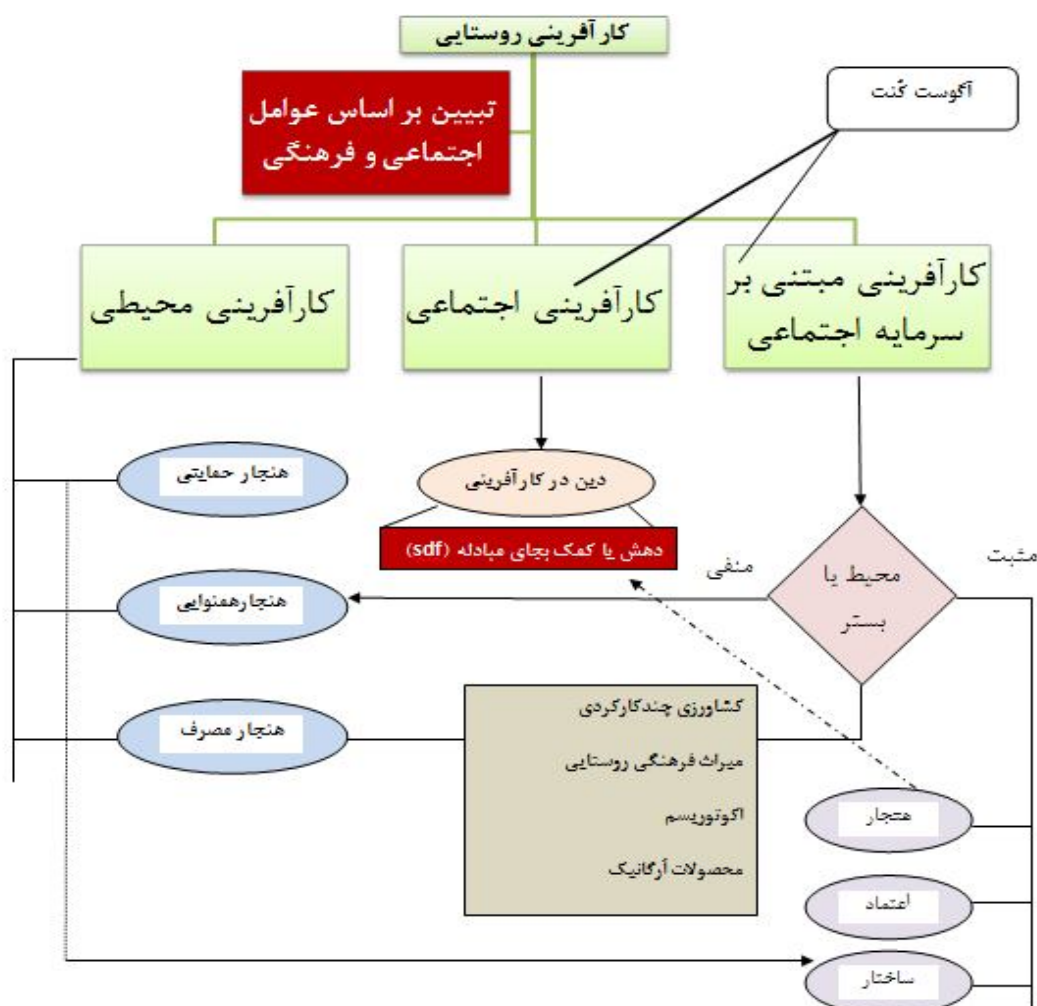 کارآفرینی روستایی
آگوست کُنت
تبیین بر اساس عوامل
اجتماعی و فرهنگی
کارآفرینی مبتنی بر
سرمایه اجتماعی
کارآفرینی اجتماعی
کارآفرینی محیطی
هنجار حمایتی
دین در کارآفرینی
دهش یا کمک بجای مبادله (sdf)
مثبت
منفی
محیط یا
بستر
هنجارهمنوایی
هنجار مصرف
کشاورزی چندکارکردی
میراث فرهنگی روستایی
اکوتوریسم
محصولات آرگانیک
هنجار
اعتماد
ساختار